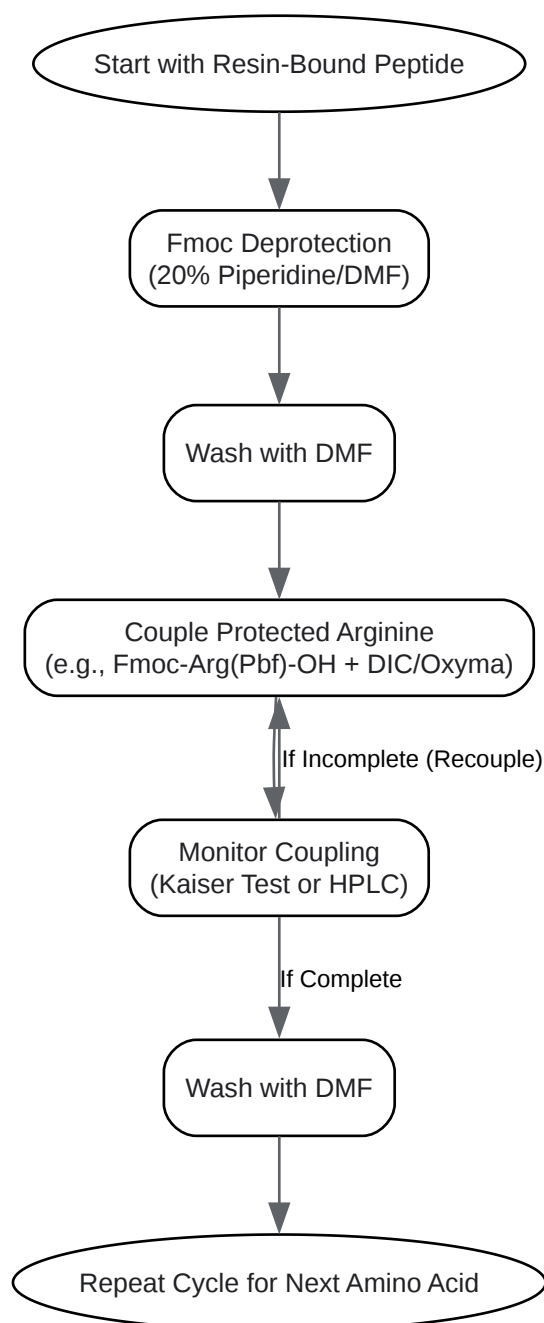 Start with Resin-Bound Peptide
Fmoc Deprotection
(20% Piperidine/DMF)
Wash with DMF
Couple Protected Arginine
(e.g., Fmoc-Arg(Pbf)-OH + DIC/Oxyma)
If Incomplete (Recouple)
Monitor Coupling
(Kaiser Test or HPLC)
If Complete
Wash with DMF
Repeat Cycle for Next Amino Acid